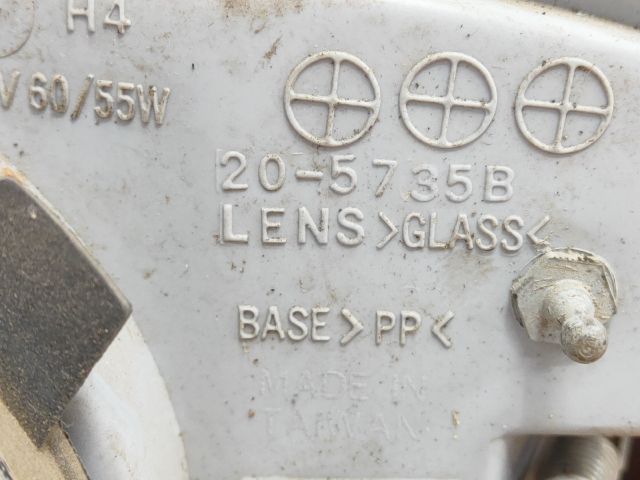 H4
V 60/55W
20-5735B
LENS >GLASS<
BASE >PP<
MADE IN
TAIWAN